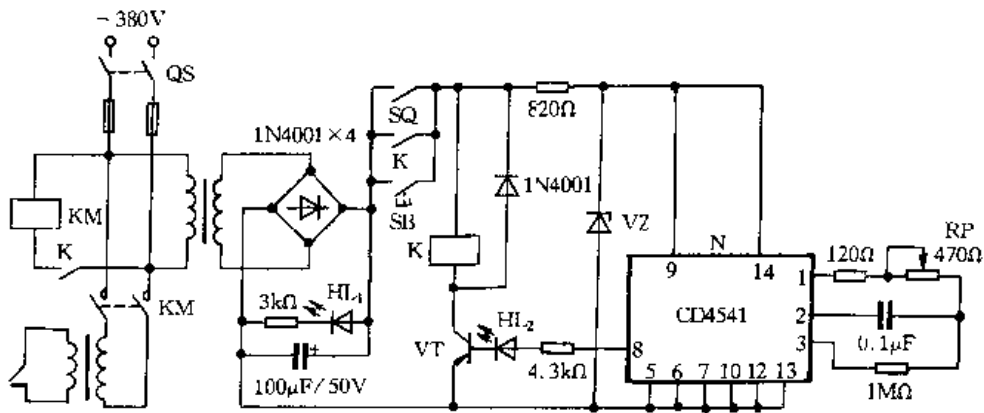 ~380V
QS
1N4001×4
SQ
K
SB
820Ω
1N4001
VZ
KM
K
K
3kΩ
HL₁
100μF/50V
KM
VT
HL₂
4.3kΩ
N
9
14
CD4541
8
1
2
3
5 6 7 10 12 13
120Ω
RP
470Ω
0.1μF
1MΩ